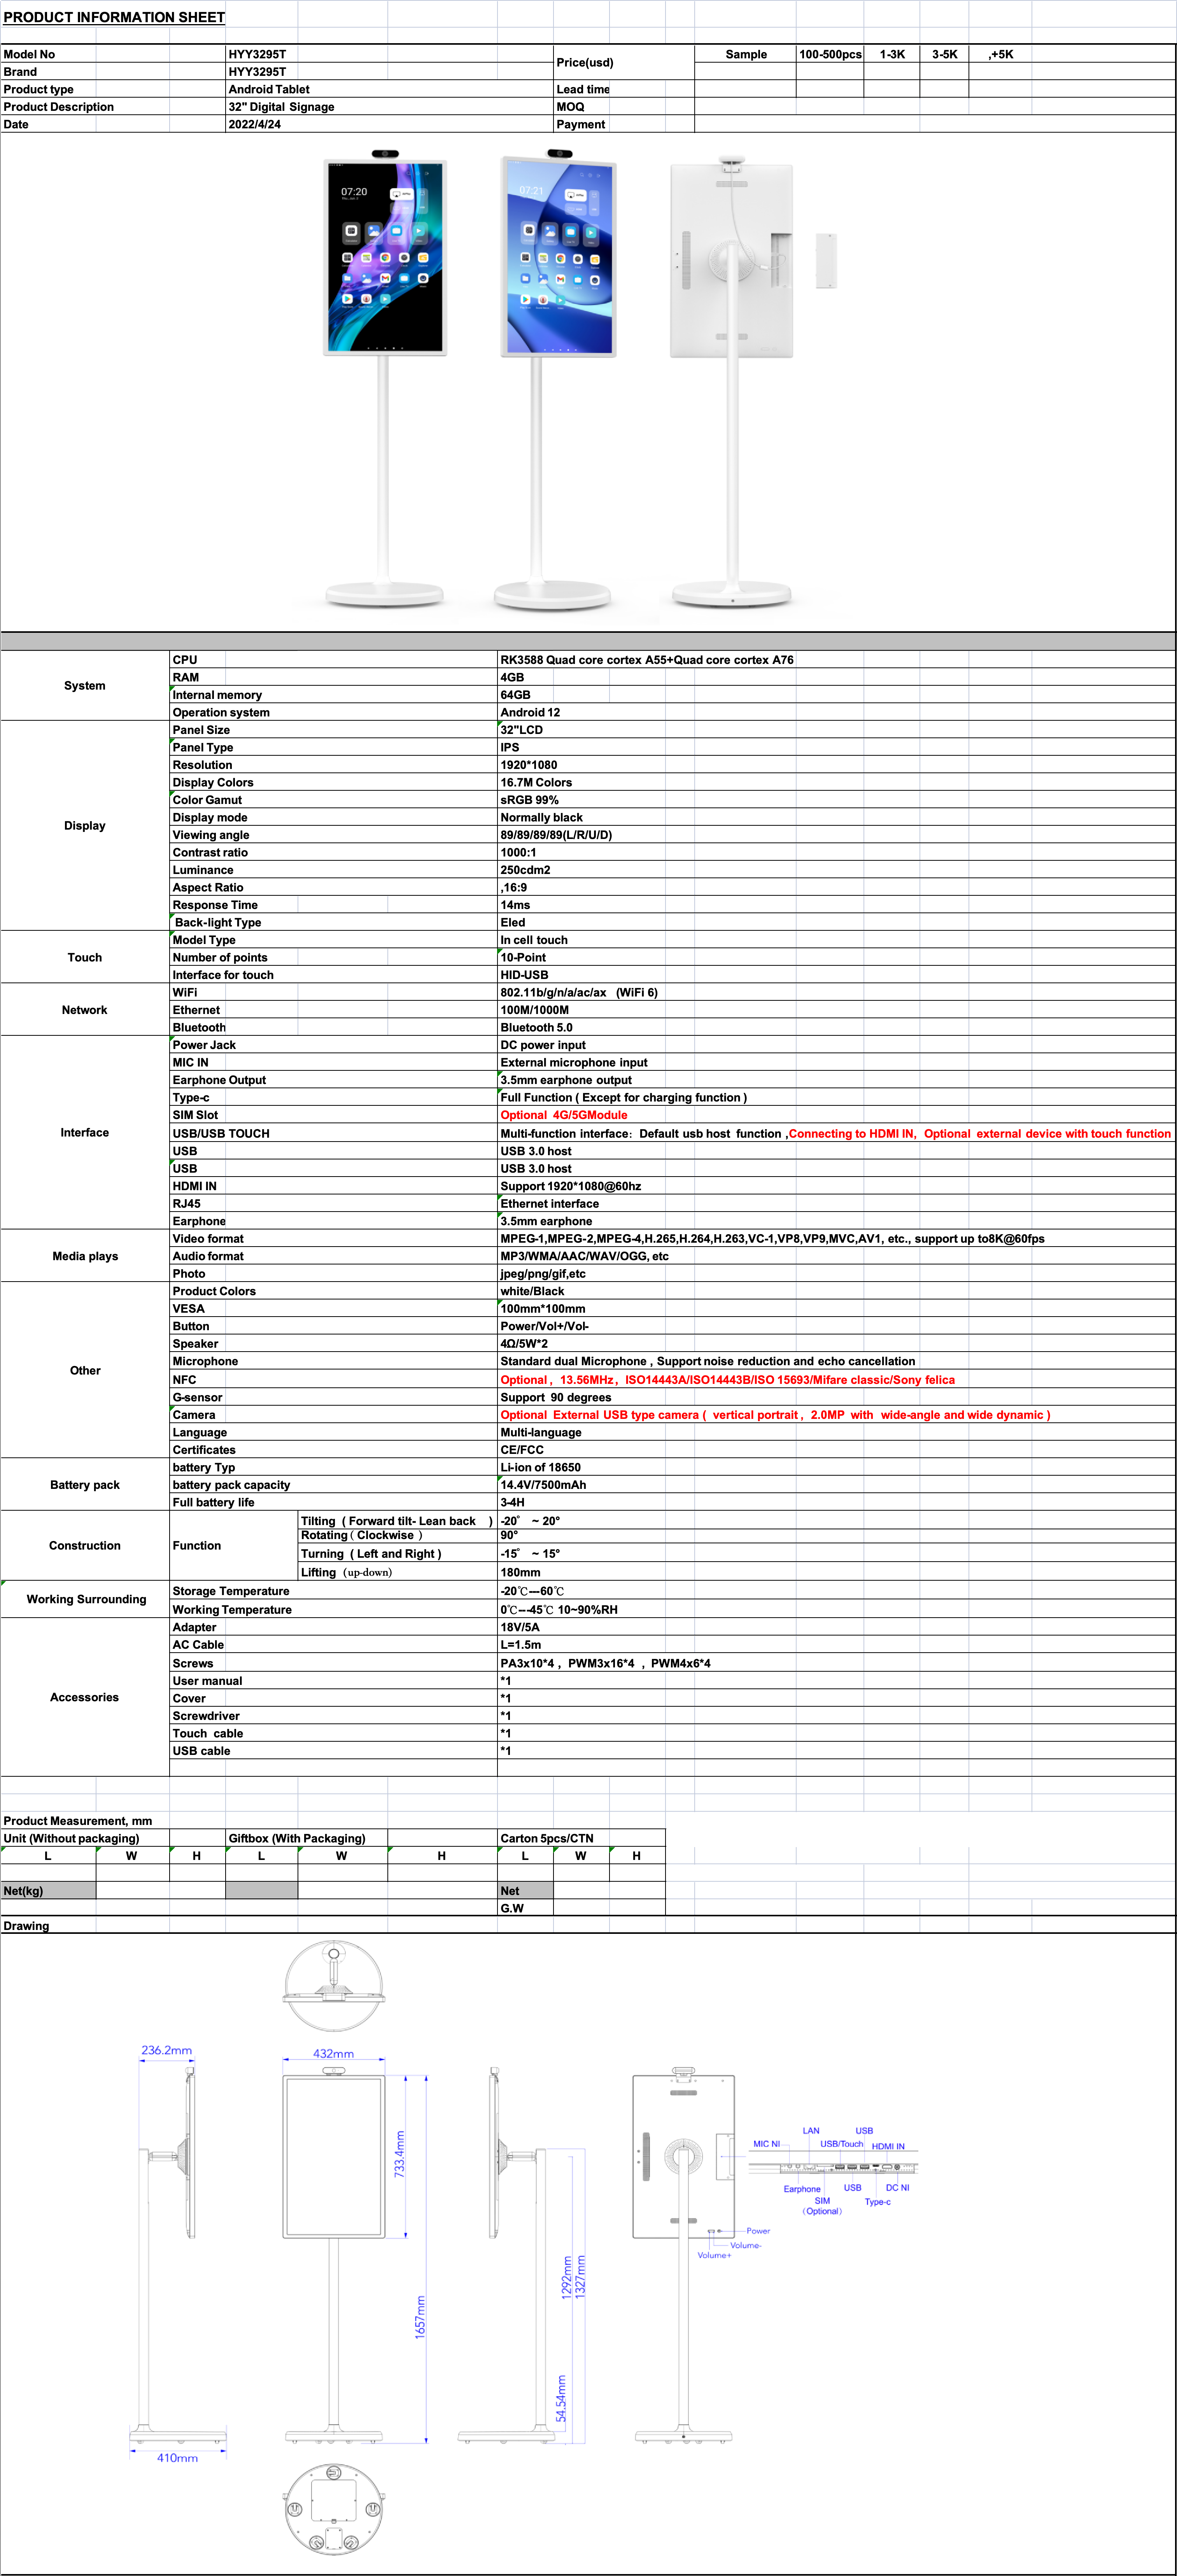 PRODUCT INFORMATION SHEET
Model No HYY3295T Price(usd) Sample 100-500pcs 1-3K 3-5K ,+5K
Brand HYY3295T
Product type Android Tablet Lead time
Product Description 32" Digital Signage MOQ
Date 2022/4/24 Payment
07:20 07:21
System
CPU RK3588 Quad core cortex A55+Quad core cortex A76
RAM 4GB
Internal memory 64GB
Operation system Android 12
Display
Panel Size 32"LCD
Panel Type IPS
Resolution 1920*1080
Display Colors 16.7M Colors
Color Gamut sRGB 99%
Display mode Normally black
Viewing angle 89/89/89/89(L/R/U/D)
Contrast ratio 1000:1
Luminance 250cdm2
Aspect Ratio ,16:9
Response Time 14ms
Back-light Type Eled
Touch
Model Type In cell touch
Number of points 10-Point
Interface for touch HID-USB
Network
WiFi 802.11b/g/n/a/ac/ax (WiFi 6)
Ethernet 100M/1000M
Bluetooth Bluetooth 5.0
Interface
Power Jack DC power input
MIC IN External microphone input
Earphone Output 3.5mm earphone output
Type-c Full Function ( Except for charging function )
SIM Slot Optional 4G/5GModule
USB/USB TOUCH Multi-function interface: Default usb host function ,Connecting to HDMI IN, Optional external device with touch function
USB USB 3.0 host
USB USB 3.0 host
HDMI IN Support 1920*1080@60hz
RJ45 Ethernet interface
Earphone 3.5mm earphone
Media plays
Video format MPEG-1,MPEG-2,MPEG-4,H.265,H.264,H.263,VC-1,VP8,VP9,MVC,AV1, etc., support up to8K@60fps
Audio format MP3/WMA/AAC/WAV/OGG, etc
Photo jpeg/png/gif,etc
Other
Product Colors white/Black
VESA 100mm*100mm
Button Power/Vol+/Vol-
Speaker 4Ω/5W*2
Microphone Standard dual Microphone , Support noise reduction and echo cancellation
NFC Optional , 13.56MHz , ISO14443A/ISO14443B/ISO 15693/Mifare classic/Sony felica
G-sensor Support 90 degrees
Camera Optional External USB type camera ( vertical portrait , 2.0MP with wide-angle and wide dynamic )
Language Multi-language
Certificates CE/FCC
Battery pack
battery Typ Li-ion of 18650
battery pack capacity 14.4V/7500mAh
Full battery life 3-4H
Construction
Function
Tilting ( Forward tilt- Lean back ) -20° ~ 20°
Rotating ( Clockwise ) 90°
Turning ( Left and Right ) -15° ~ 15°
Lifting (up-down) 180mm
Working Surrounding
Storage Temperature -20℃---60℃
Working Temperature 0℃---45℃ 10~90%RH
Accessories
Adapter 18V/5A
AC Cable L=1.5m
Screws PA3x10*4 , PWM3x16*4 , PWM4x6*4
User manual *1
Cover *1
Screwdriver *1
Touch cable *1
USB cable *1
Product Measurement, mm
Unit (Without packaging) Giftbox (With Packaging) Carton 5pcs/CTN
L W H L W H L W H
Net(kg) Net
G.W
Drawing
236.2mm
432mm
733.4mm
1657mm
1292mm
1327mm
54.54mm
410mm
LAN USB
MIC NI USB/Touch HDMI IN
Earphone USB DC NI
SIM Type-c
(Optional)
Power
Volume-
Volume+